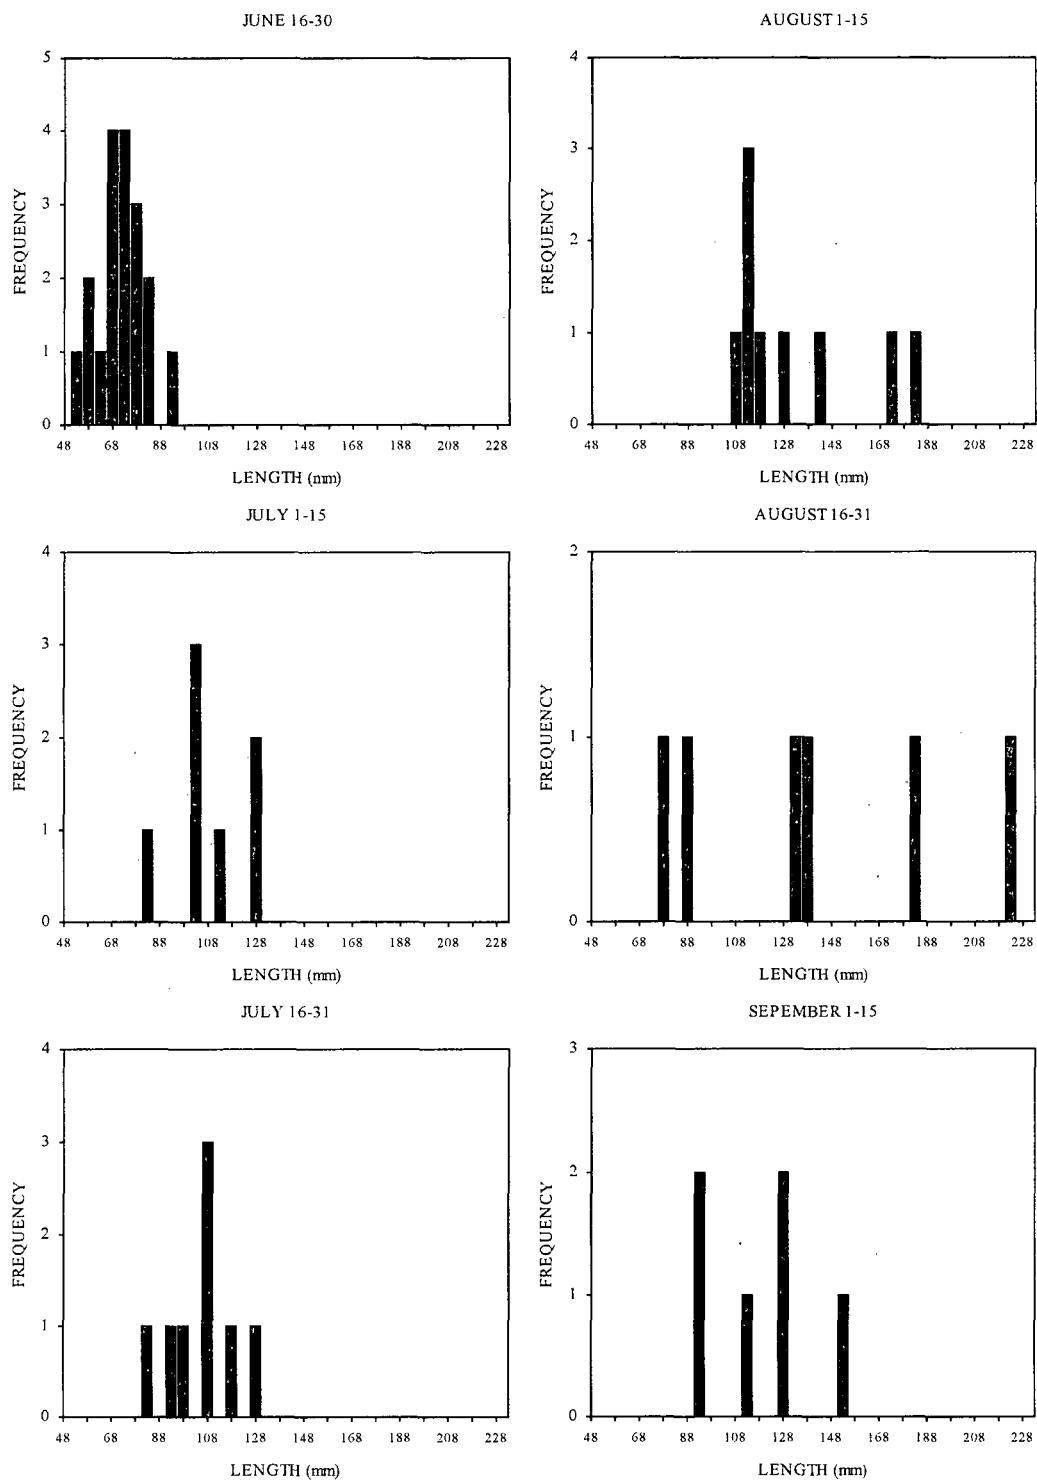 JUNE 16-30
5
4
3
2
1
0
FREQUENCY
48 68 88 108 128 148 168 188 208 228
LENGTH (mm)
JULY 1-15
4
3
2
1
0
FREQUENCY
48 68 88 108 128 148 168 188 208 228
LENGTH (mm)
JULY 16-31
4
3
2
1
0
FREQUENCY
48 68 88 108 128 148 168 188 208 228
LENGTH (mm)
AUGUST 1-15
4
3
2
1
0
FREQUENCY
48 68 88 108 128 148 168 188 208 228
LENGTH (mm)
AUGUST 16-31
2
1
0
FREQUENCY
48 68 88 108 128 148 168 188 208 228
LENGTH (mm)
SEPEMBER 1-15
3
2
1
0
FREQUENCY
48 68 88 108 128 148 168 188 208 228
LENGTH (mm)